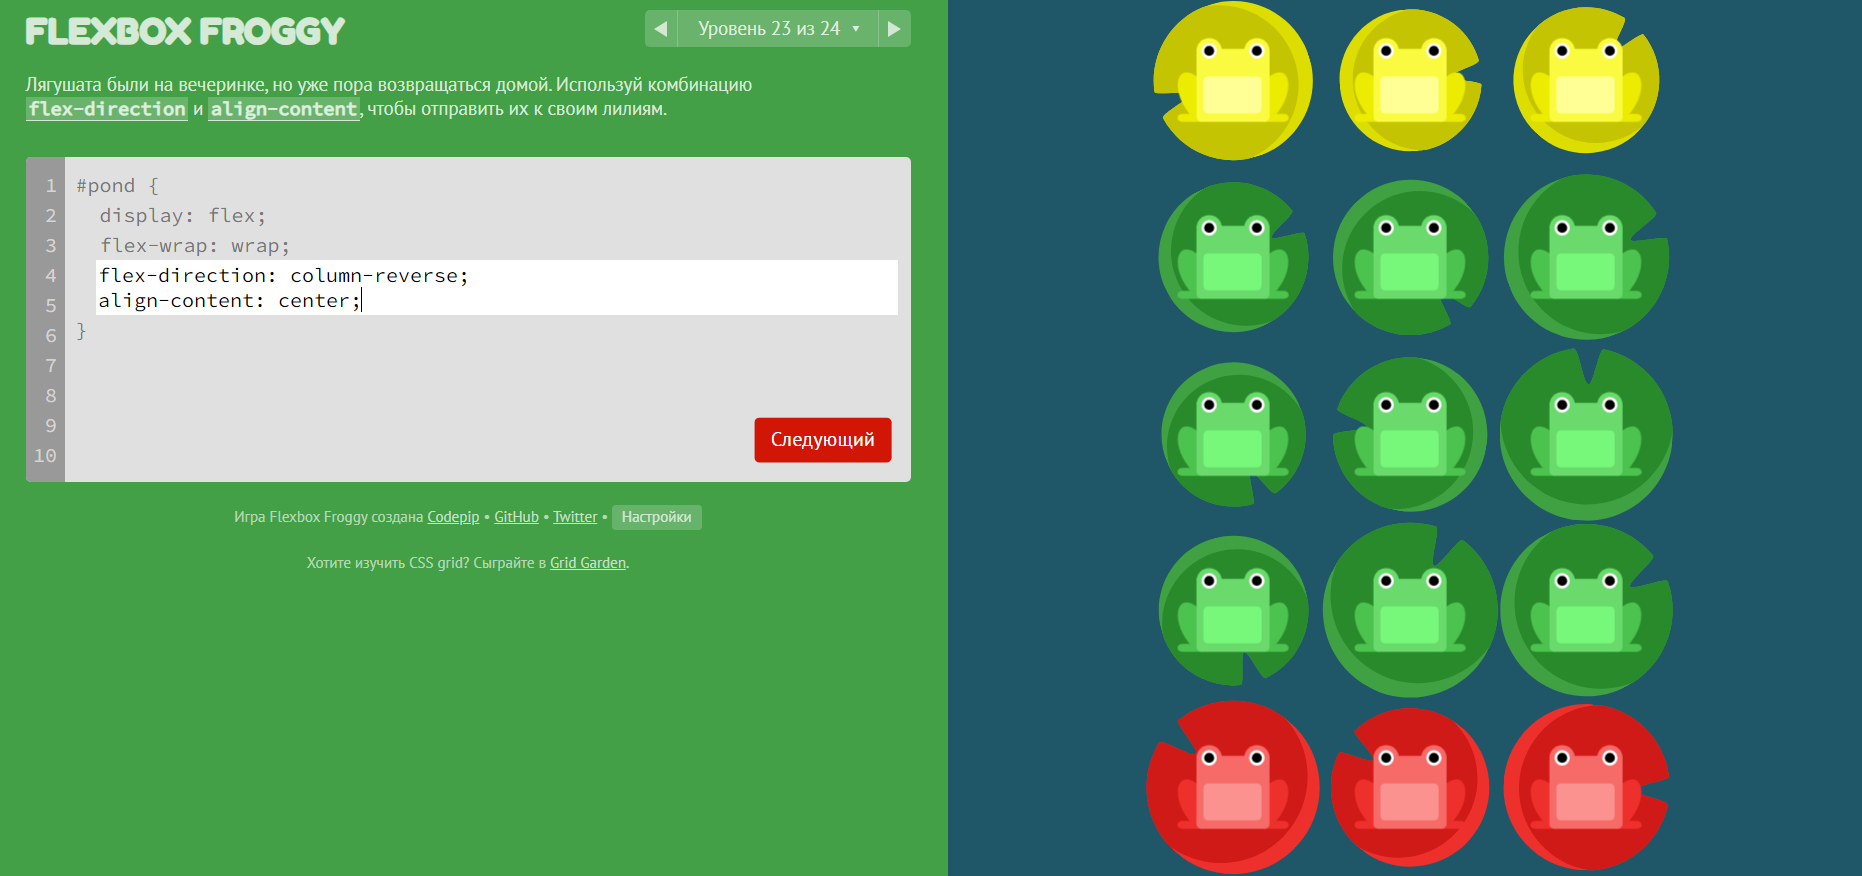 FLEXBOX FROGGY
◀ Уровень 23 из 24 ▼ ▶
Лягушата были на вечеринке, но уже пора возвращаться домой. Используй комбинацию
flex-direction и align-content, чтобы отправить их к своим лилиям.
1 #pond {
2 display: flex;
3 flex-wrap: wrap;
4 flex-direction: column-reverse;
5 align-content: center;
6 }
7
8
9
10
Следующий
Игра Flexbox Froggy создана Codepip • GitHub • Twitter • Настройки
Хотите изучить CSS grid? Сыграйте в Grid Garden.